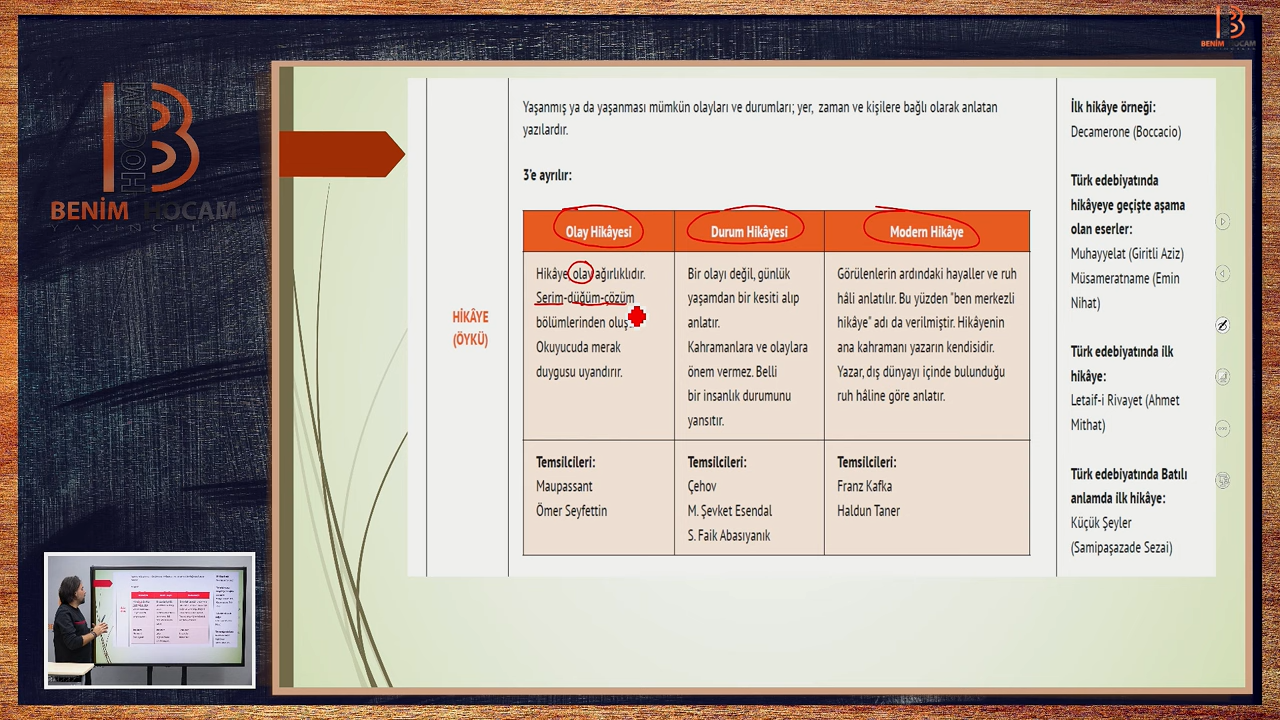 BENİM HOCAM
HOCAM
BENİM HOCAM
YAYINCILIK
HİKÂYE
(ÖYKÜ)
Yaşanmış ya da yaşanması mümkün olayları ve durumları; yer, zaman ve kişilere bağlı olarak anlatan
yazılardır.
3'e ayrılır:
Olay Hikâyesi
Hikâye olay ağırlıklıdır.
Serim-düğüm-çözüm
bölümlerinden
Okuyucuda merak
duygusu uyandırır.
Temsilcileri:
Maupassant
Ömer Seyfettin
Durum Hikâyesi
Bir olayı değil, günlük
yaşamdan bir kesiti alıp
anlatır.
Kahramanlara ve olaylara
önem vermez. Belli
bir insanlık durumunu
yansıtır.
Temsilcileri:
Çehov
M. Şevket Esendal
S. Faik Abasıyanık
Modern Hikâye
Görülenlerin ardındaki hayaller ve ruh
hâli anlatılır. Bu yüzden "ben merkezli
hikâye" adı da verilmiştir. Hikâyenin
ana kahramanı yazarın kendisidir.
Yazar, dış dünyayı içinde bulunduğu
ruh hâline göre anlatır.
Temsilcileri:
Franz Kafka
Haldun Taner
İlk hikâye örneği:
Decamerone (Boccacio)
Türk edebiyatında
hikâyeye geçişte aşama
olan eserler:
Muhayyelat (Giritli Aziz)
Müsameratname (Emin
Nihat)
Türk edebiyatında ilk
hikâye:
Letaif-i Rivayet (Ahmet
Mithat)
Türk edebiyatında Batılı
anlamda ilk hikâye:
Küçük Şeyler
(Samipaşazade Sezai)